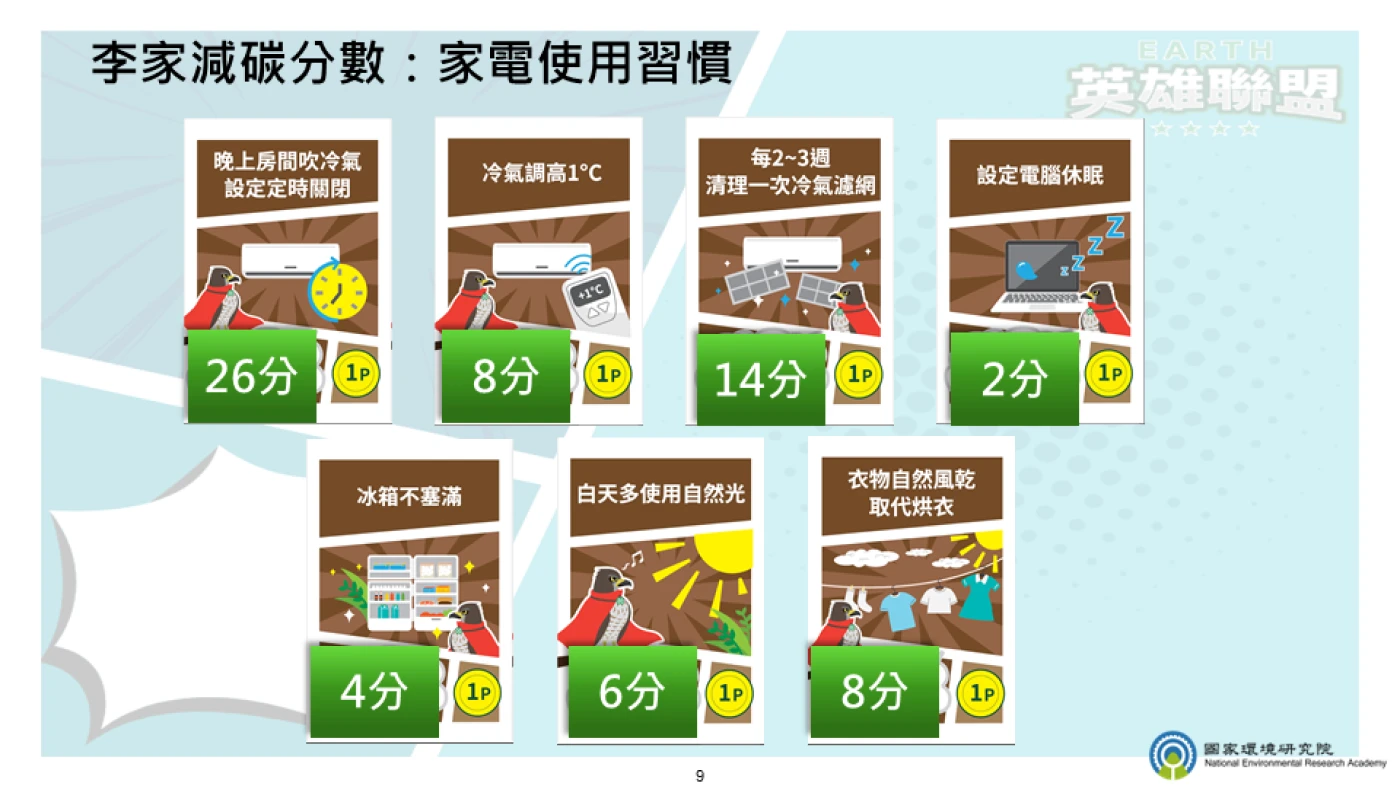 李家減碳分數：家電使用習慣
EARTH
英雄聯盟
晚上房間吹冷氣
設定定時關閉
26分
1P
冷氣調高1°C
+1°C
8分
1P
每2~3週
清理一次冷氣濾網
14分
1P
設定電腦休眠
z z Z Z
2分
1P
冰箱不塞滿
4分
1P
白天多使用自然光
6分
1P
衣物自然風乾
取代烘衣
8分
1P
國家環境研究院
National Environmental Research Academy
9